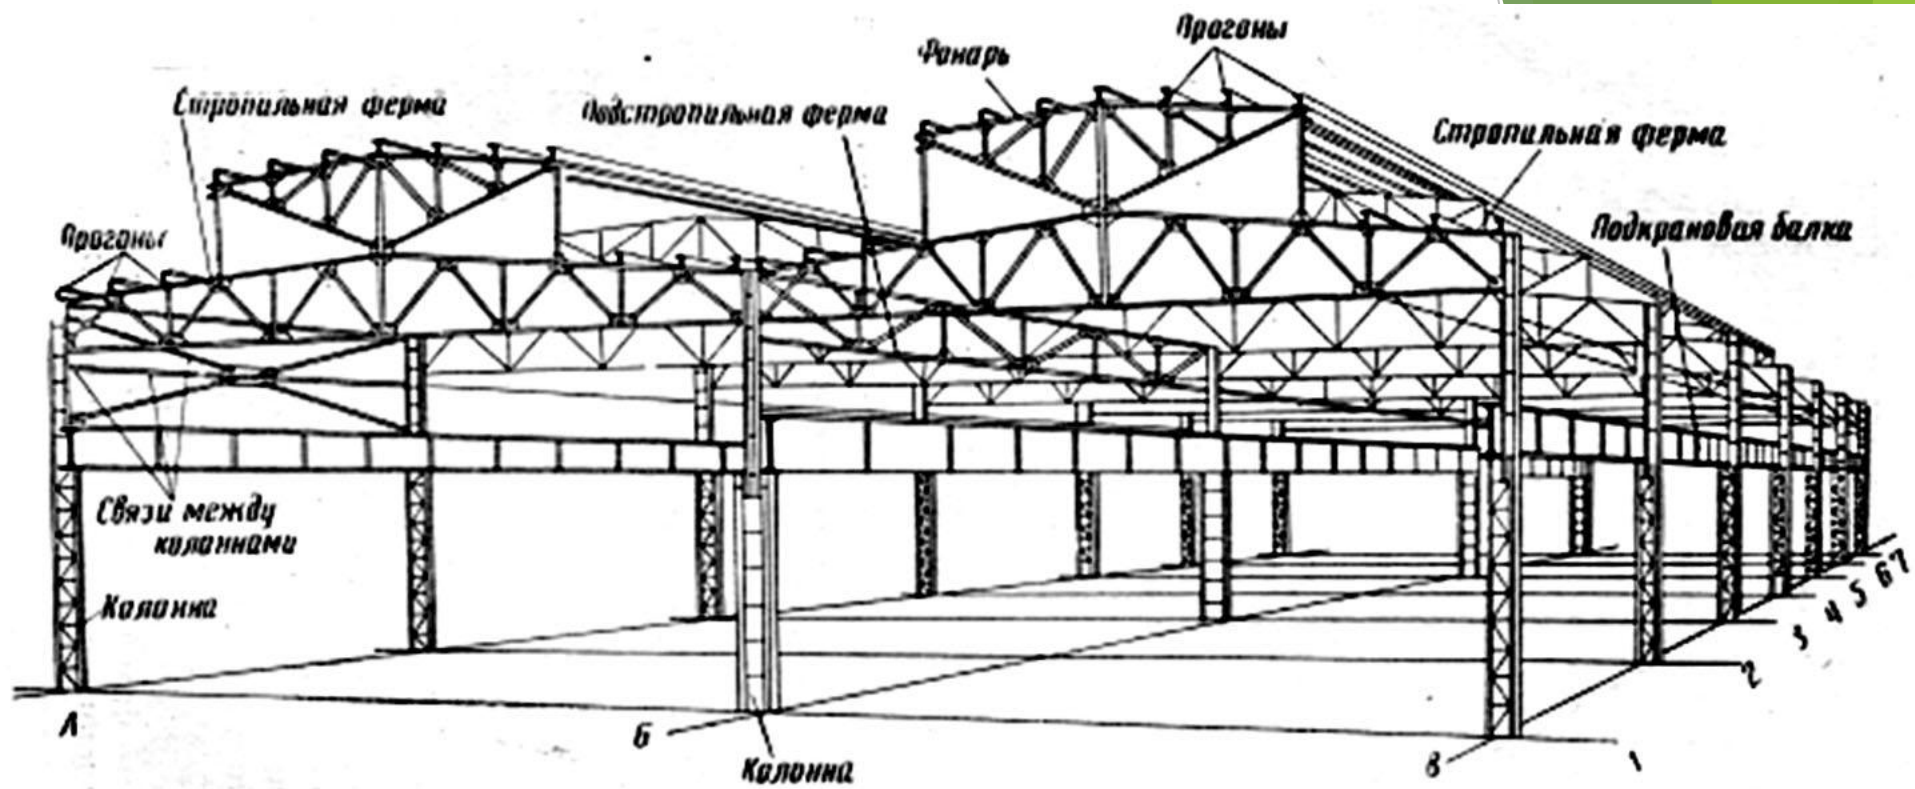 Прогоны
Фонарь
Стропильная ферма
Подстропильная ферма
Стропильная ферма
Прогоны
Подкрановая балка
Связи между
колоннами
Колонна
А
Б
Колонна
В
1
2
3
4
5
6
7